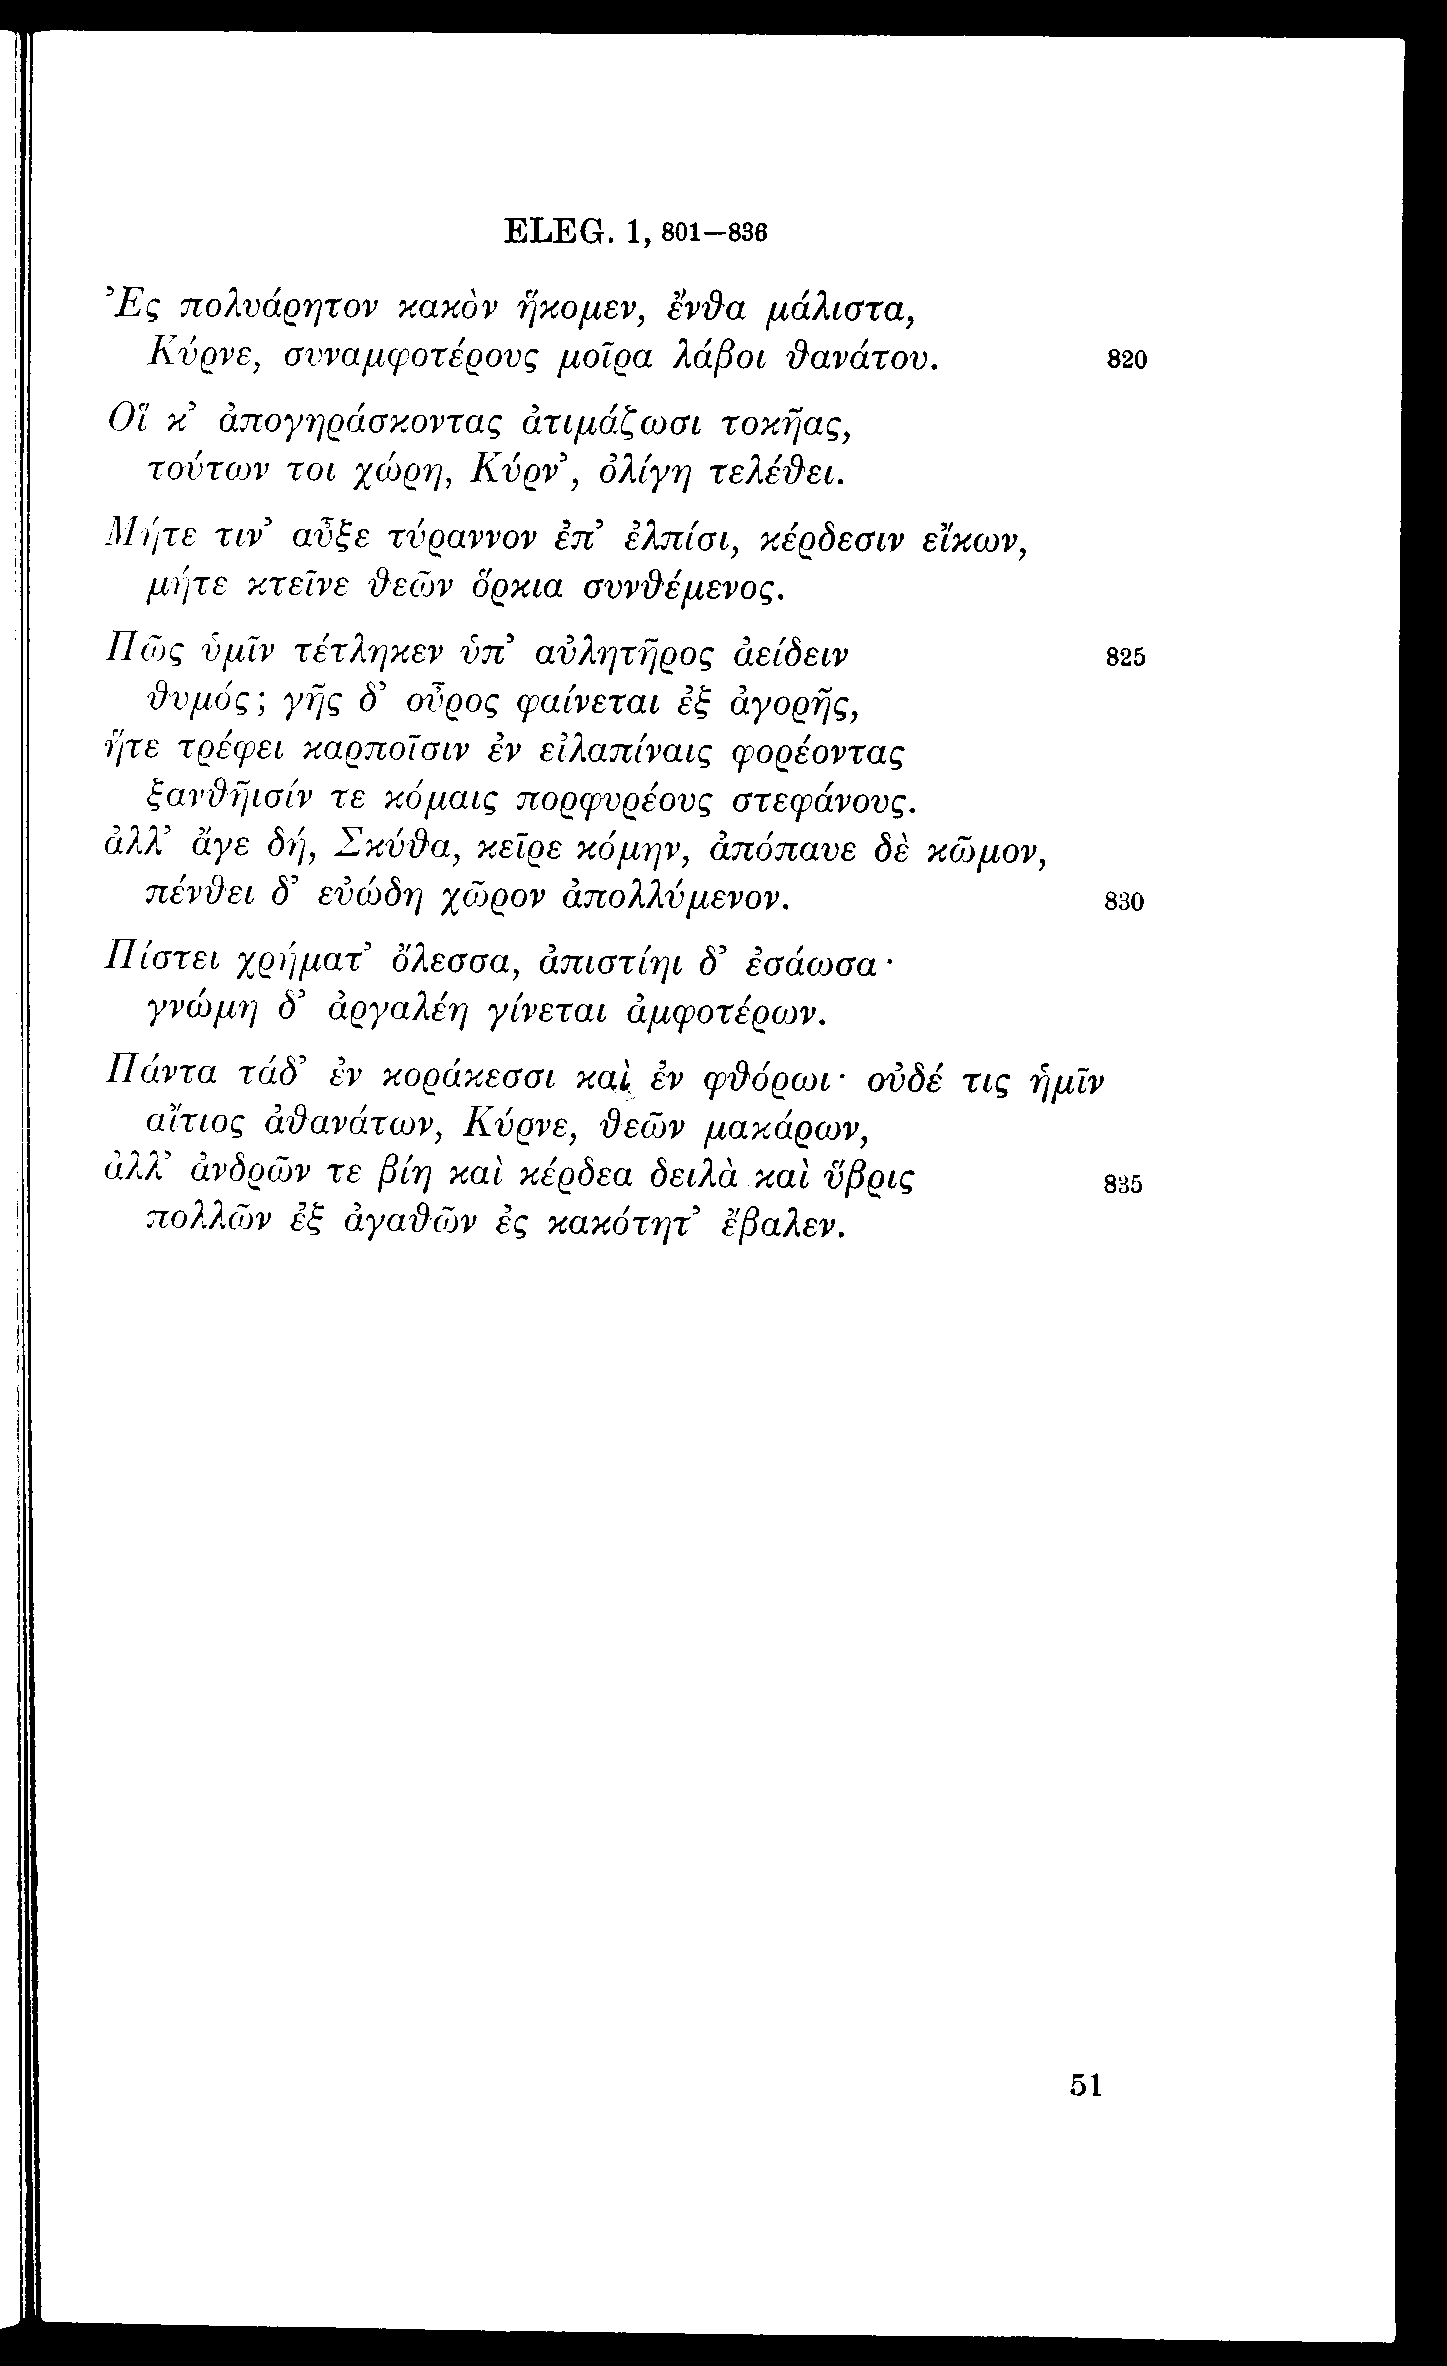 ELEG. 1, 801–836
Ἐς πολυάρητον κακὸν ἥκομεν, ἔνθα μάλιστα,
Κύρνε, συναμφοτέρους μοῖρα λάβοι θανάτου. 820
Οἵ κ’ ἀπογηράσκοντας ἀτιμάζωσι τοκῆας,
τούτων τοι χώρη, Κύρν’, ὀλίγη τελέθει.
Μήτε τιν’ αὖξε τύραννον ἐπ’ ἐλπίσι, κέρδεσιν εἴκων,
μήτε κτεῖνε θεῶν ὅρκια συνθέμενος.
Πῶς ὑμῖν τέτληκεν ὑπ’ αὐλητῆρος ἀείδειν 825
θυμός; γῆς δ’ οὖρος φαίνεται ἐξ ἀγορῆς,
ἥτε τρέφει καρποῖσιν ἐν εἰλαπίναις φορέοντας
ξανθῆισίν τε κόμαις πορφυρέους στεφάνους.
ἀλλ’ ἄγε δή, Σκύθα, κεῖρε κόμην, ἀπόπαυε δὲ κῶμον,
πένθει δ’ εὐώδη χῶρον ἀπολλύμενον. 830
Πίστει χρήματ’ ὄλεσσα, ἀπιστίηι δ’ ἐσάωσα·
γνώμη δ’ ἀργαλέη γίνεται ἀμφοτέρων.
Πάντα τάδ’ ἐν κοράκεσσι καὶ ἐν φθόρωι· οὐδέ τις ἡμῖν
αἴτιος ἀθανάτων, Κύρνε, θεῶν μακάρων,
ἀλλ’ ἀνδρῶν τε βίη καὶ κέρδεα δειλὰ καὶ ὕβρις 835
πολλῶν ἐξ ἀγαθῶν ἐς κακότητ’ ἔβαλεν.
51